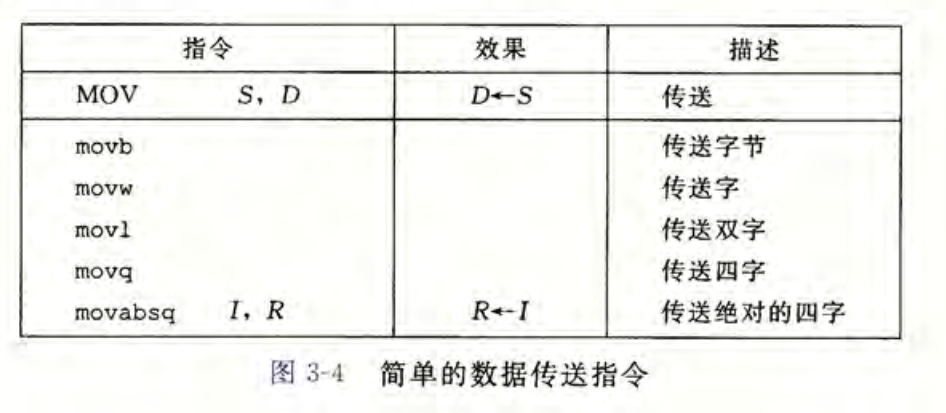 指令 效果 描述
MOV S, D D←S 传送
movb 传送字节
movw 传送字
movl 传送双字
movq 传送四字
movabsq I, R R←I 传送绝对的四字
图 3-4 简单的数据传送指令